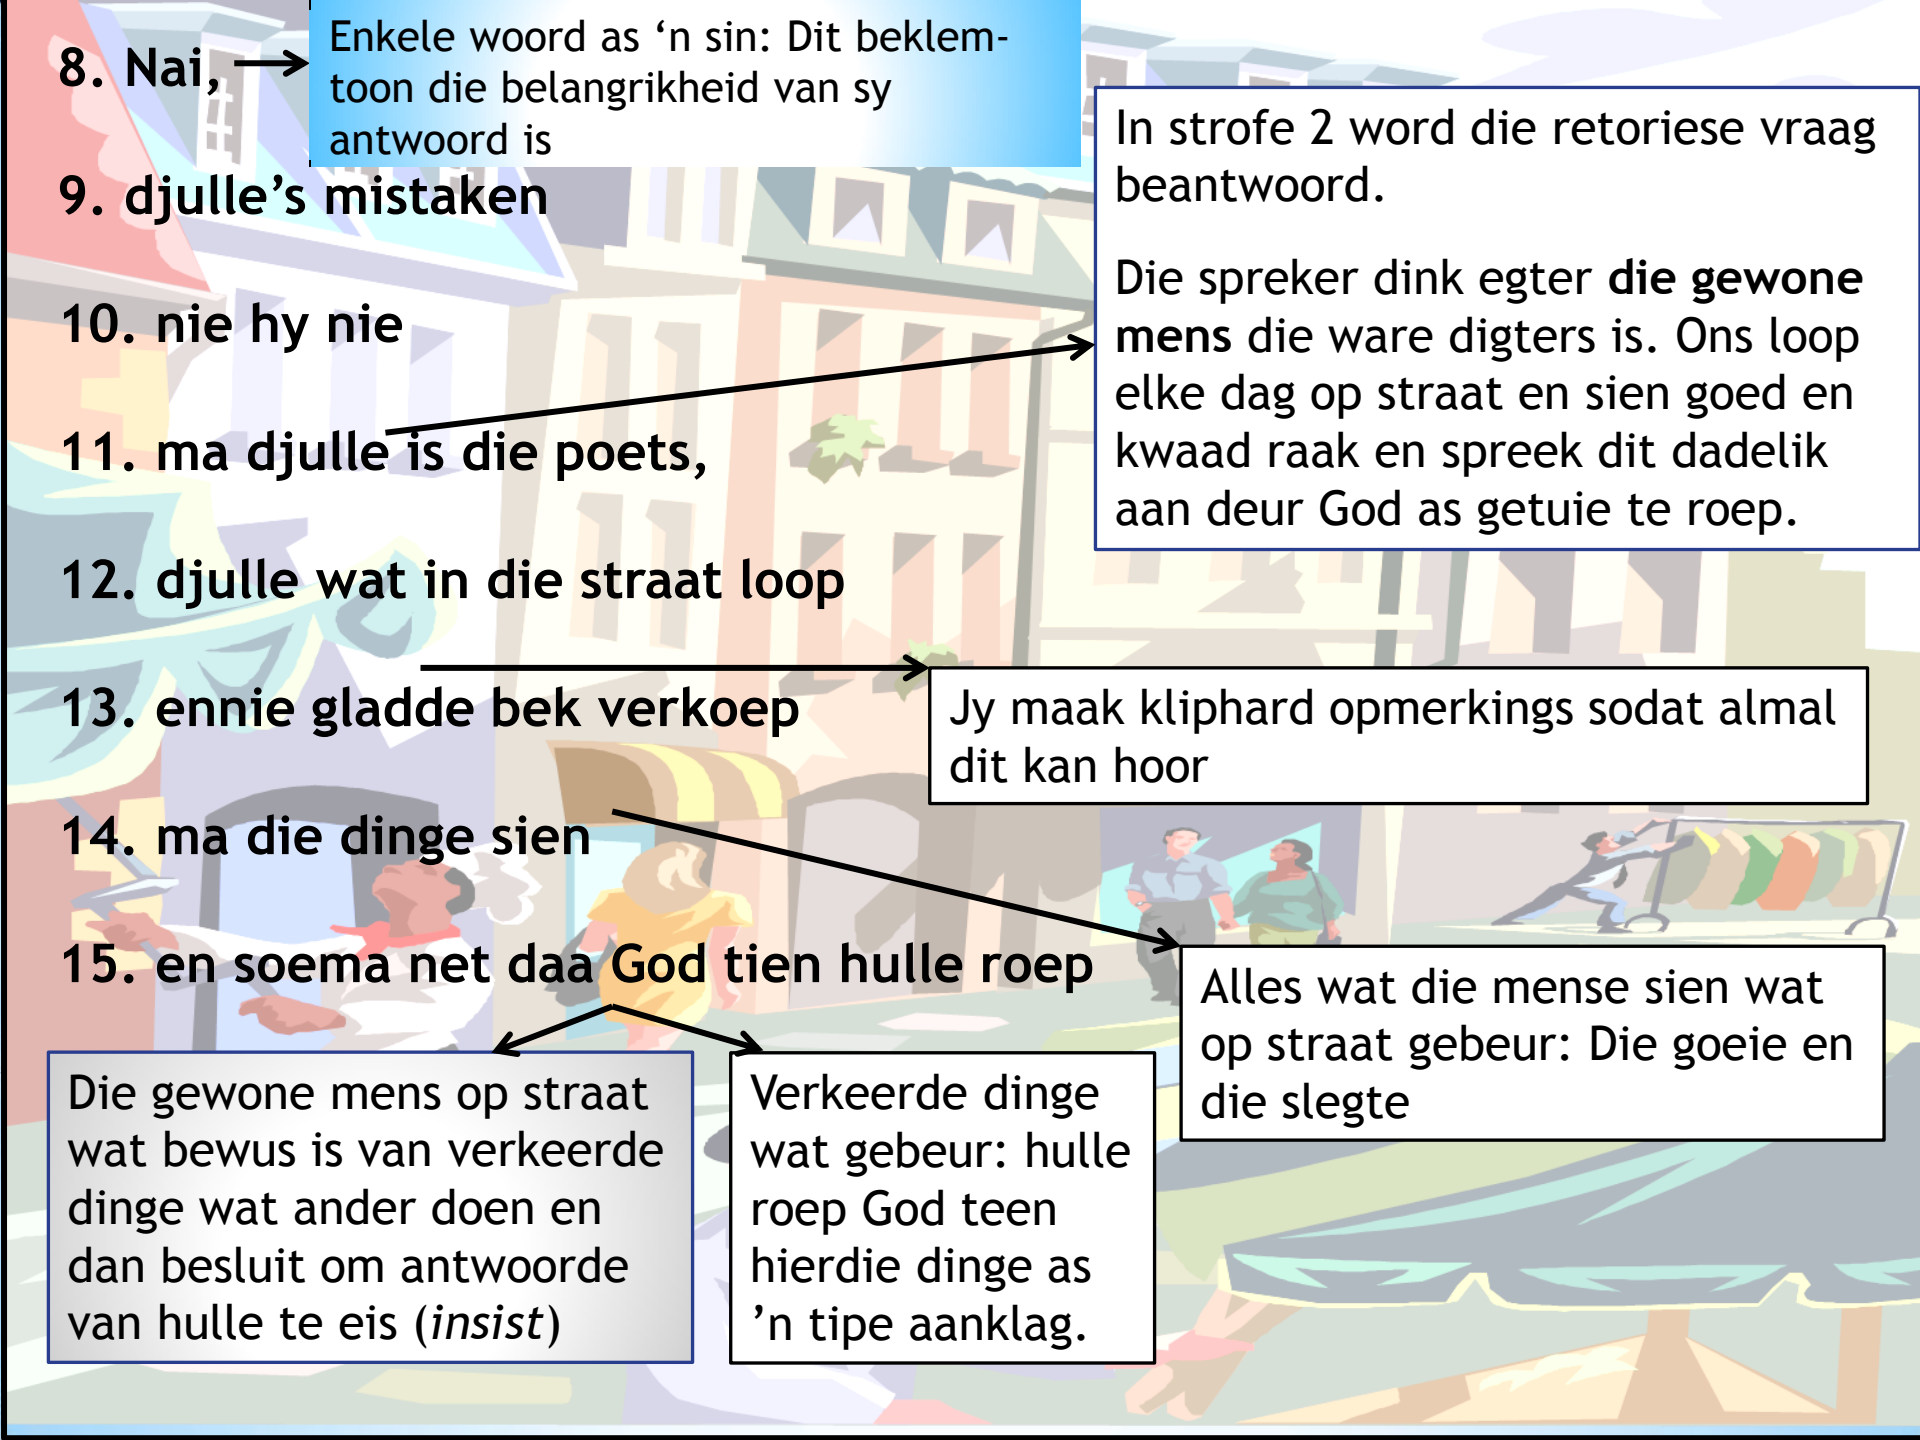 8. Nai,
Enkele woord as ‘n sin: Dit beklem-
toon die belangrikheid van sy
antwoord is
9. djulle’s mistaken
10. nie hy nie
11. ma djulle is die poets,
12. djulle wat in die straat loop
13. ennie gladde bek verkoep
14. ma die dinge sien
15. en soema net daa God tien hulle roep
In strofe 2 word die retoriese vraag
beantwoord.
Die spreker dink egter die gewone
mens die ware digters is. Ons loop
elke dag op straat en sien goed en
kwaad raak en spreek dit dadelik
aan deur God as getuie te roep.
Jy maak kliphard opmerkings sodat almal
dit kan hoor
Alles wat die mense sien wat
op straat gebeur: Die goeie en
die slegte
Die gewone mens op straat
wat bewus is van verkeerde
dinge wat ander doen en
dan besluit om antwoorde
van hulle te eis (insist)
Verkeerde dinge
wat gebeur: hulle
roep God teen
hierdie dinge as
’n tipe aanklag.